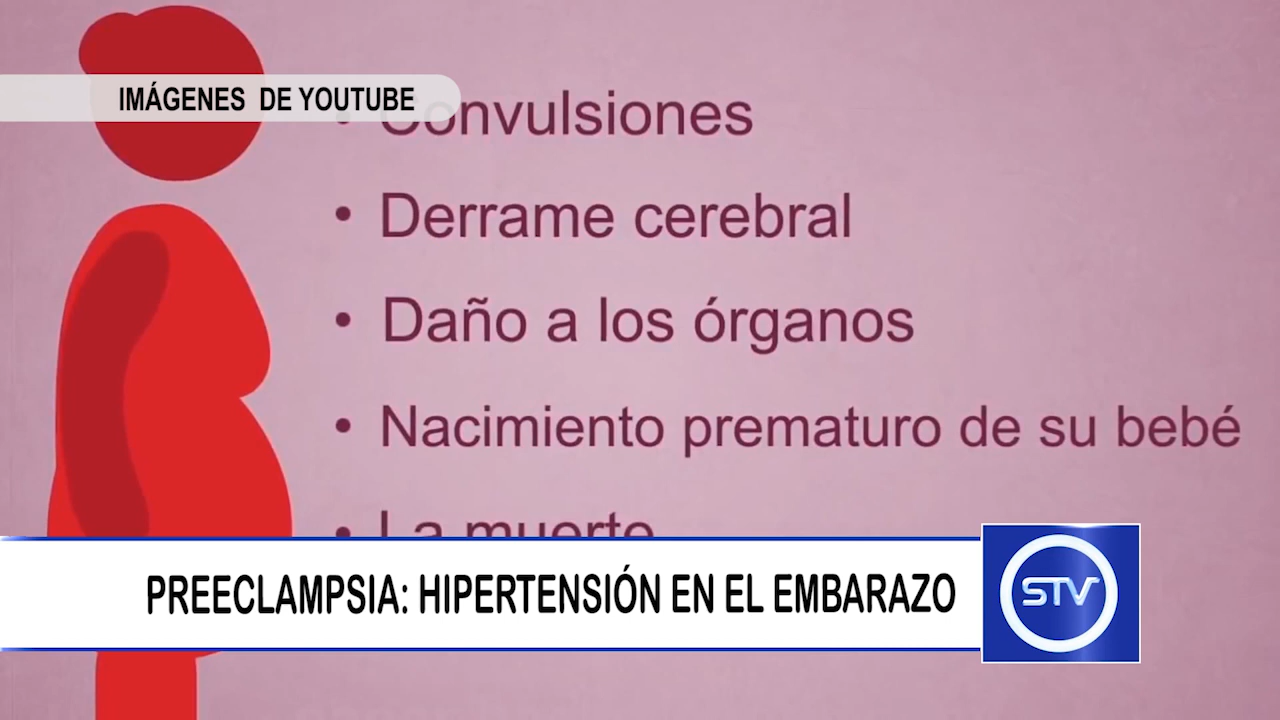 IMÁGENES DE YOUTUBE
• Convulsiones
• Derrame cerebral
• Daño a los órganos
• Nacimiento prematuro de su bebé
• La muerte
PREECLAMPSIA: HIPERTENSIÓN EN EL EMBARAZO
STV